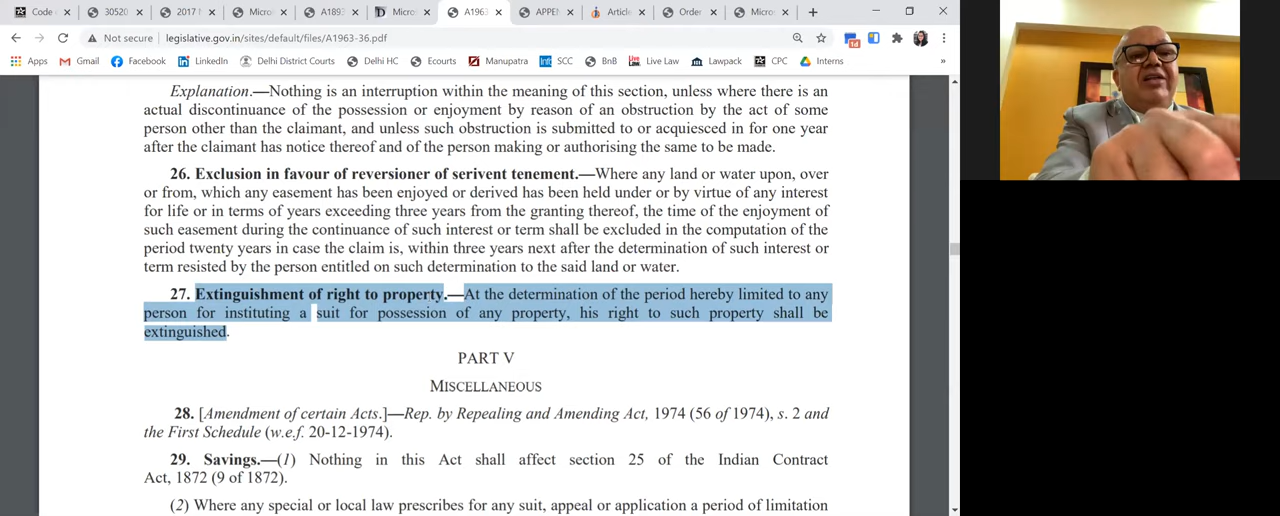 Code
30520
2017
Micro
A1893
Micros
A1963
APPEN
Article
Order
Micros
Not secure | legislative.gov.in/sites/default/files/A1963-36.pdf
Apps Gmail Facebook LinkedIn Delhi District Courts Delhi HC Ecourts Manupatra SCC BnB Live Law Lawpack CPC Interns »
Explanation.—Nothing is an interruption within the meaning of this section, unless where there is an
actual discontinuance of the possession or enjoyment by reason of an obstruction by the act of some
person other than the claimant, and unless such obstruction is submitted to or acquiesced in for one year
after the claimant has notice thereof and of the person making or authorising the same to be made.
26. Exclusion in favour of reversioner of serivent tenement.—Where any land or water upon, over
or from, which any easement has been enjoyed or derived has been held under or by virtue of any interest
for life or in terms of years exceeding three years from the granting thereof, the time of the enjoyment of
such easement during the continuance of such interest or term shall be excluded in the computation of the
period twenty years in case the claim is, within three years next after the determination of such interest or
term resisted by the person entitled on such determination to the said land or water.
27. Extinguishment of right to property.—At the determination of the period hereby limited to any
person for instituting a suit for possession of any property, his right to such property shall be
extinguished.
PART V
MISCELLANEOUS
28. [Amendment of certain Acts.]—Rep. by Repealing and Amending Act, 1974 (56 of 1974), s. 2 and
the First Schedule (w.e.f. 20-12-1974).
29. Savings.—(1) Nothing in this Act shall affect section 25 of the Indian Contract
Act, 1872 (9 of 1872).
(2) Where any special or local law prescribes for any suit, appeal or application a period of limitation